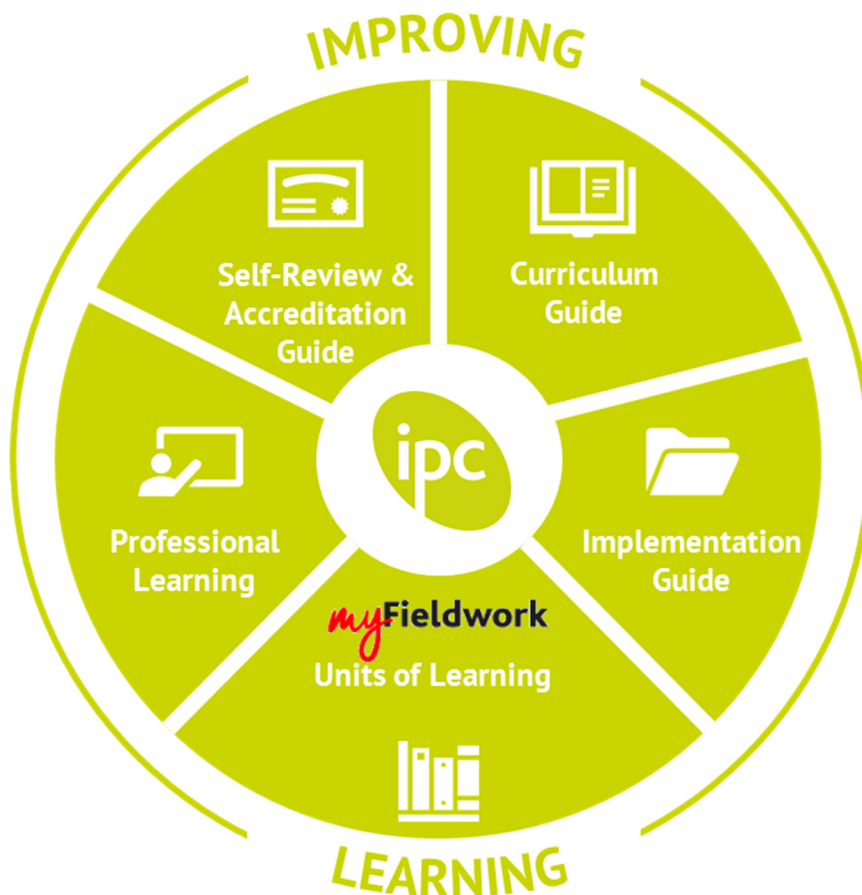 IMPROVING
Self-Review &
Accreditation
Guide
Curriculum
Guide
ipc
Professional
Learning
Implementation
Guide
myFieldwork
Units of Learning
LEARNING